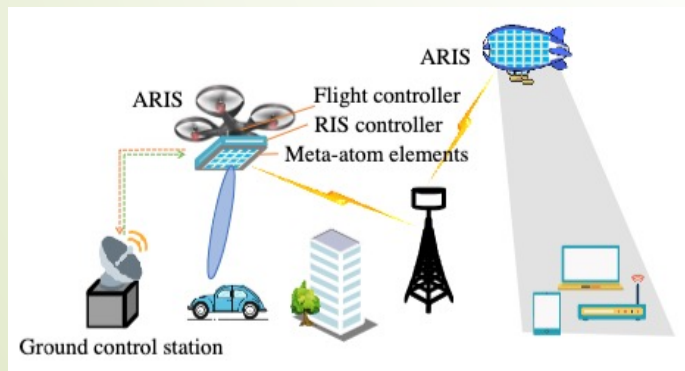 ARIS
ARIS
Flight controller
RIS controller
Meta-atom elements
Ground control station